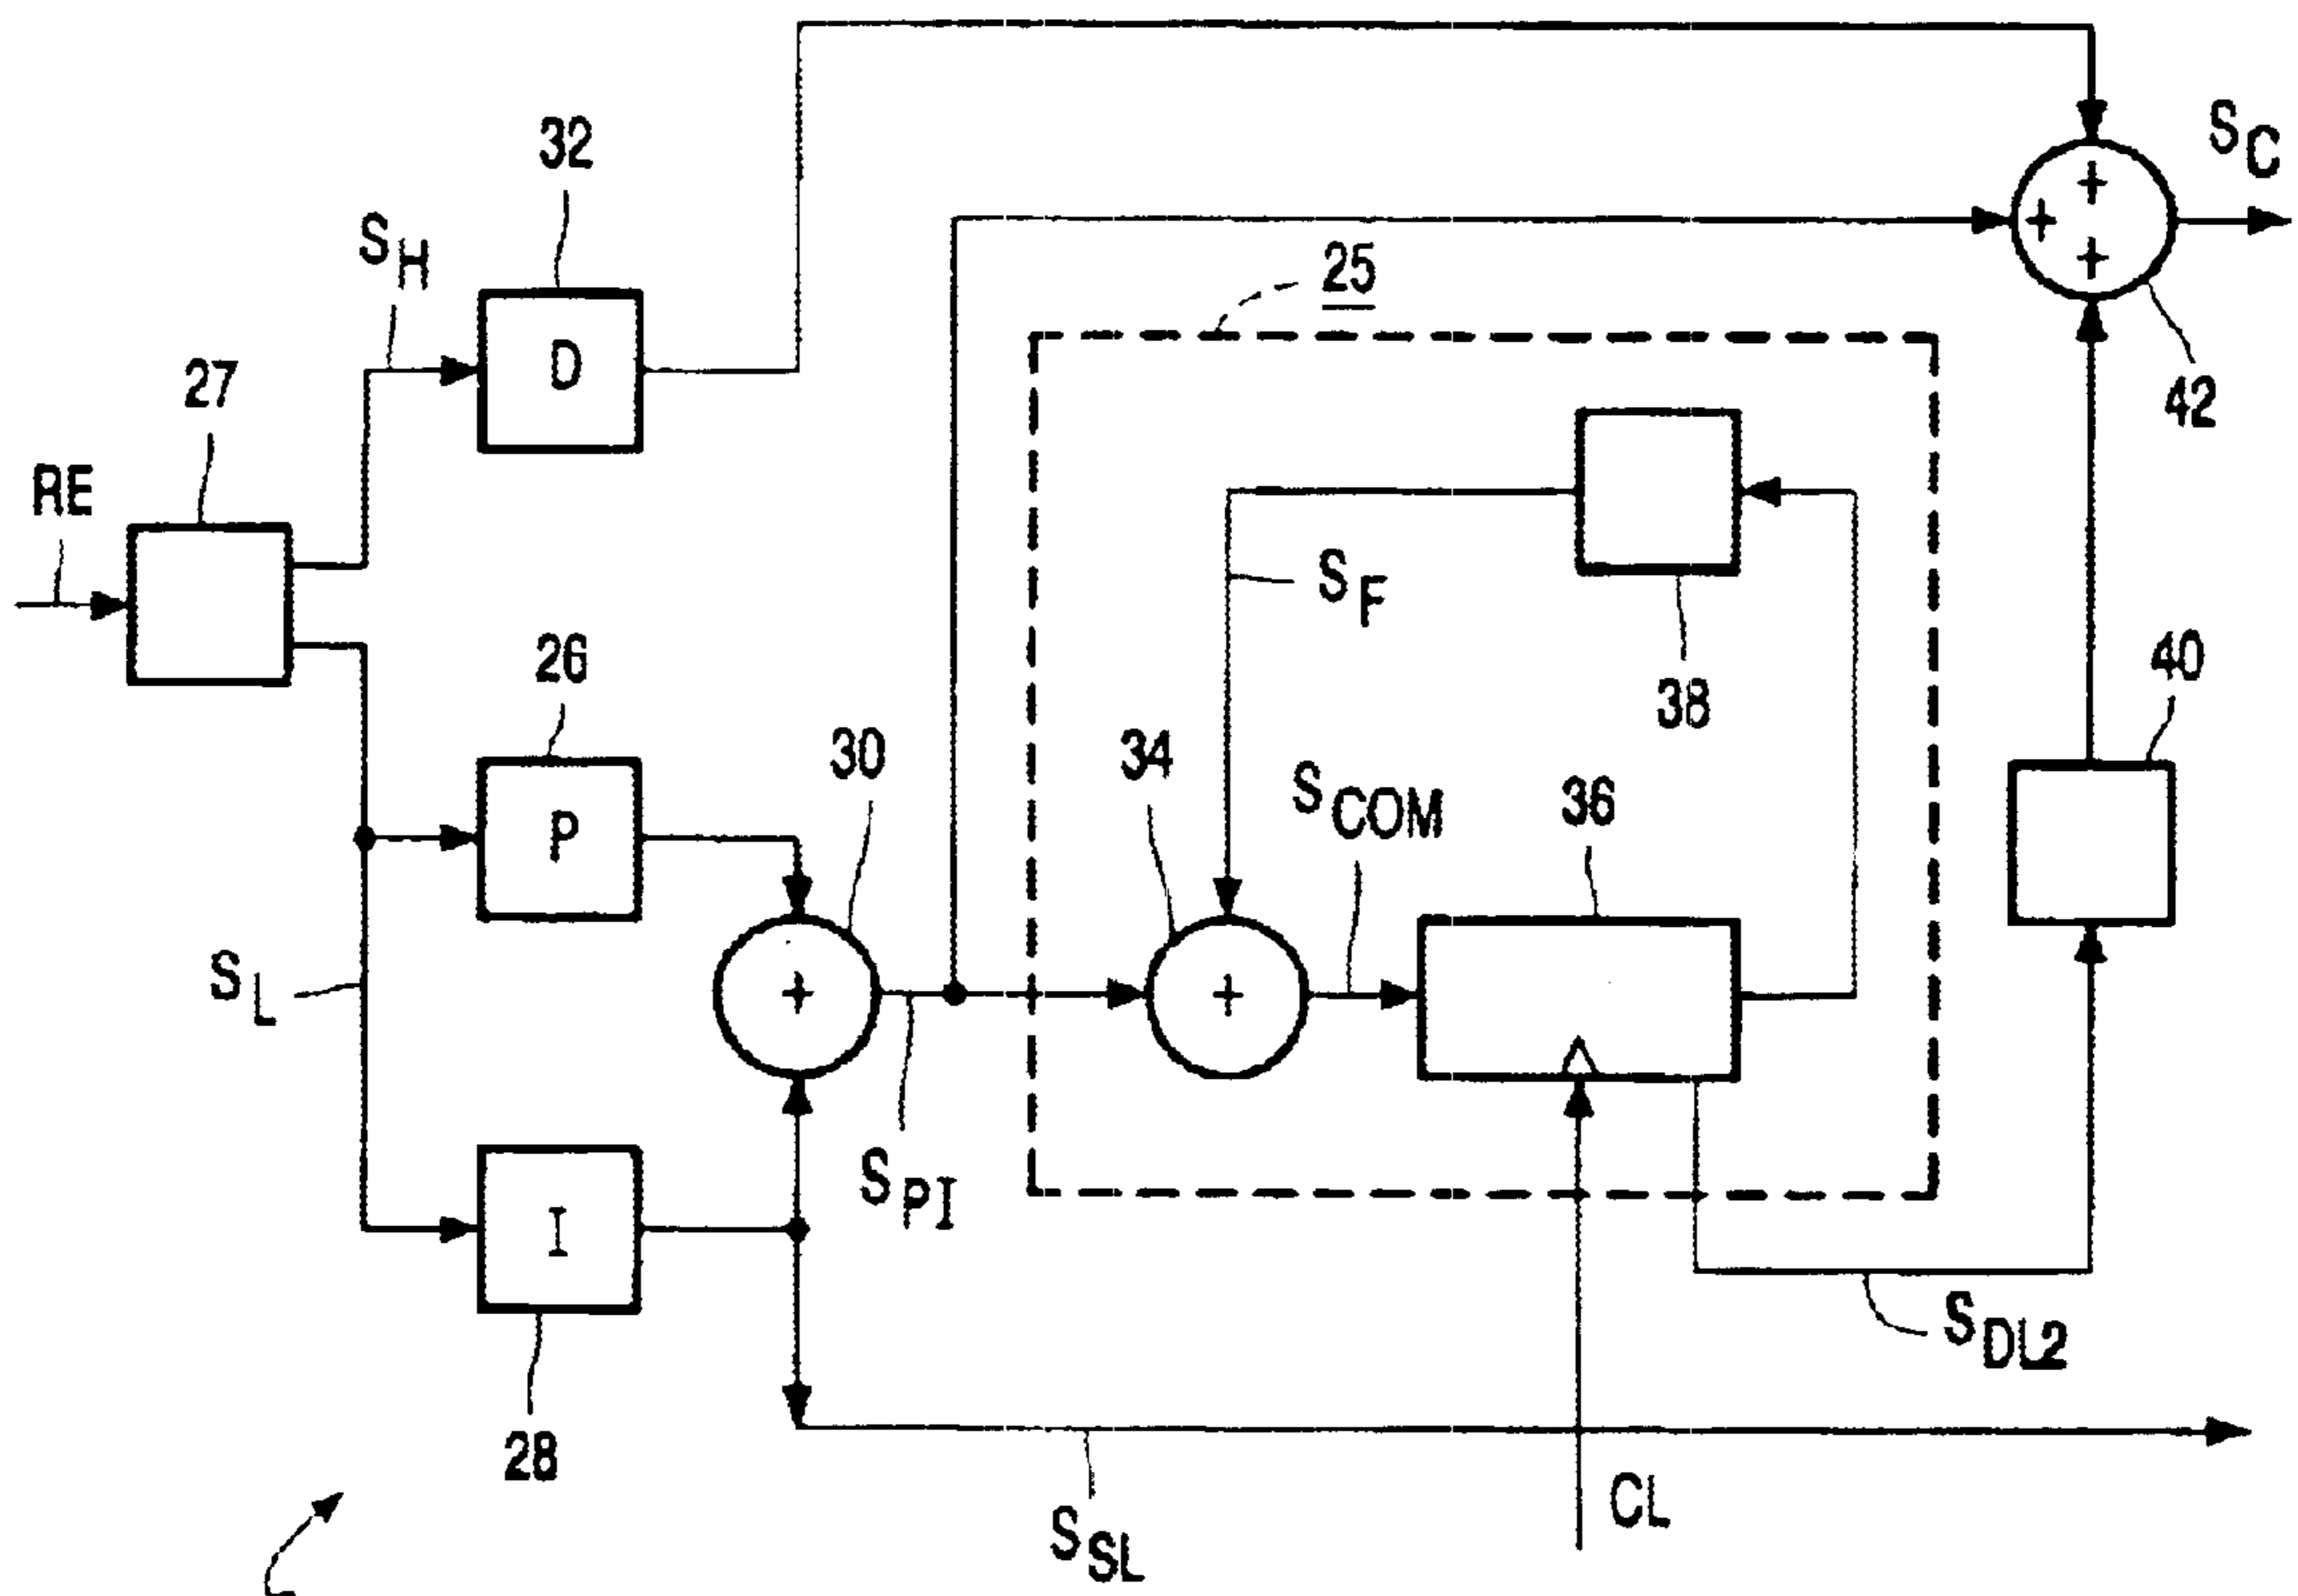 32
S_C
S_H
25
D
27
42
RE
S_F
26
38
40
30
34
S_COM
36
P
+
+
+
S_L
+
+
S_PI
I
S_DL2
28
CL
S_SL